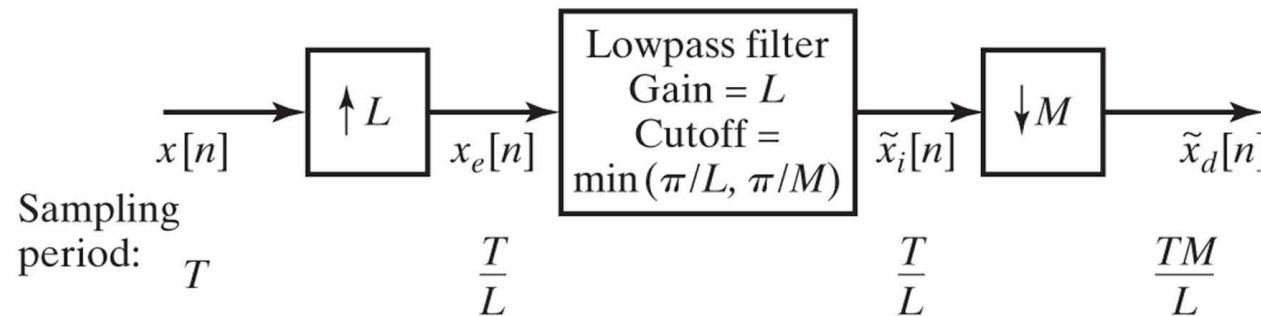 Lowpass filter
Gain = L
Cutoff =
min (π/L, π/M)
↑ L
↓ M
x[n]
x_e[n]
x̃_i[n]
x̃_d[n]
Sampling
period:
T
T/L
T/L
TM/L